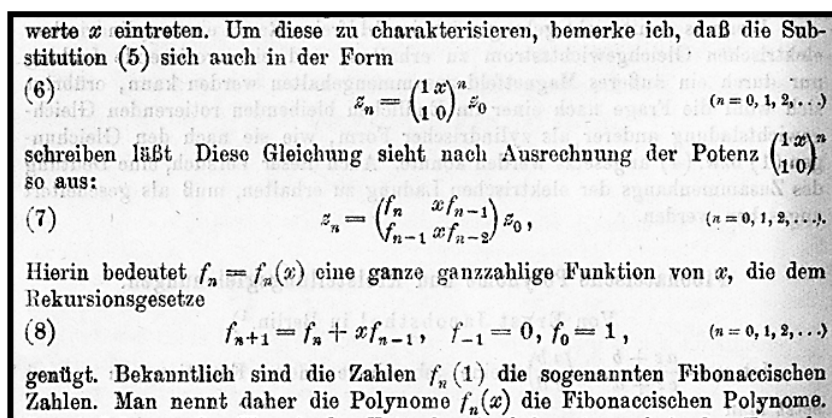 werte x eintreten. Um diese zu charakterisieren, bemerke ich, daß die Sub-
stitution (5) sich auch in der Form
(6) z_n = (1 x / 1 0)^n z_0 (n = 0, 1, 2, . . .)
schreiben läßt. Diese Gleichung sieht nach Ausrechnung der Potenz (1 x / 1 0)^n
so aus:
(7) z_n = (f_n x f_{n-1} / f_{n-1} x f_{n-2}) z_0, (n = 0, 1, 2, . . .).
Hierin bedeutet f_n = f_n(x) eine ganze ganzzahlige Funktion von x, die dem
Rekursionsgesetze
(8) f_{n+1} = f_n + x f_{n-1}, f_{-1} = 0, f_0 = 1, (n = 0, 1, 2, . . .)
genügt. Bekanntlich sind die Zahlen f_n(1) die sogenannten Fibonaccischen
Zahlen. Man nennt daher die Polynome f_n(x) die Fibonaccischen Polynome.